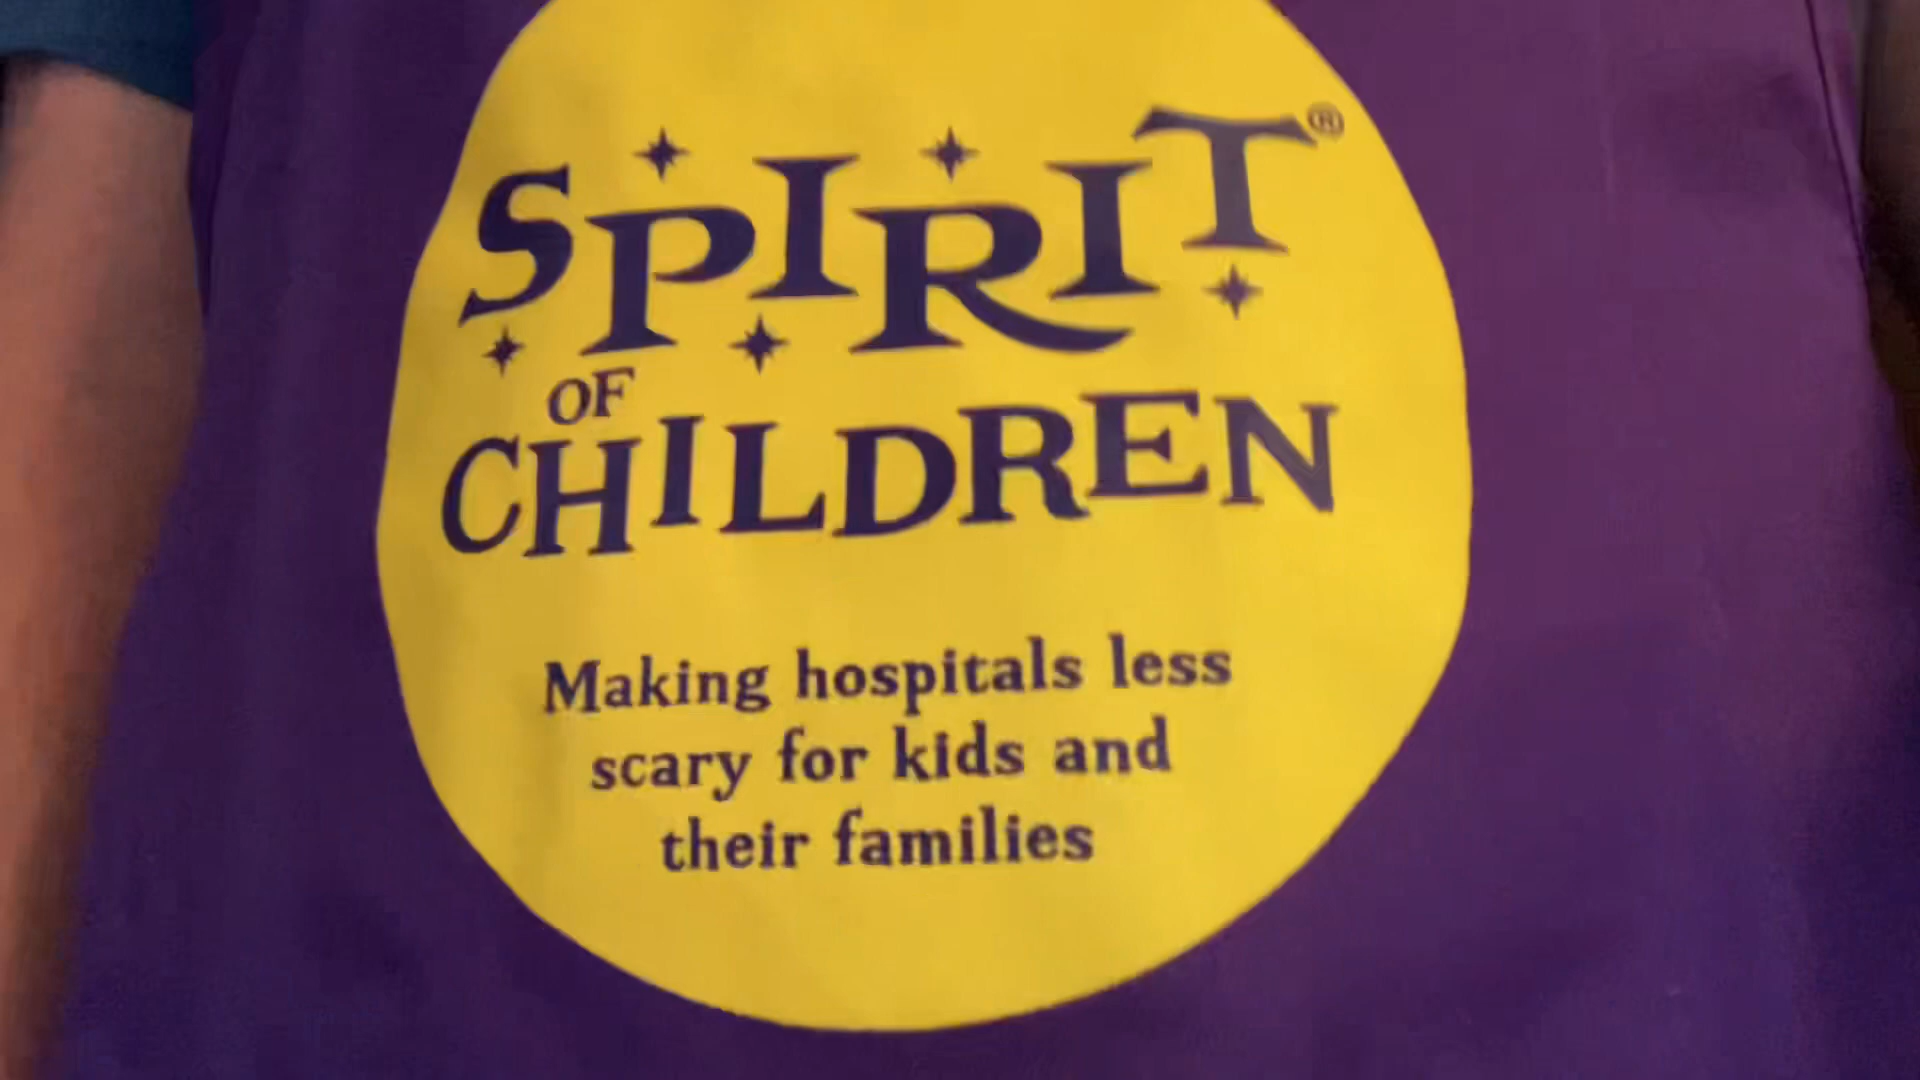 SPIRIT®
OF
CHILDREN
Making hospitals less
scary for kids and
their families